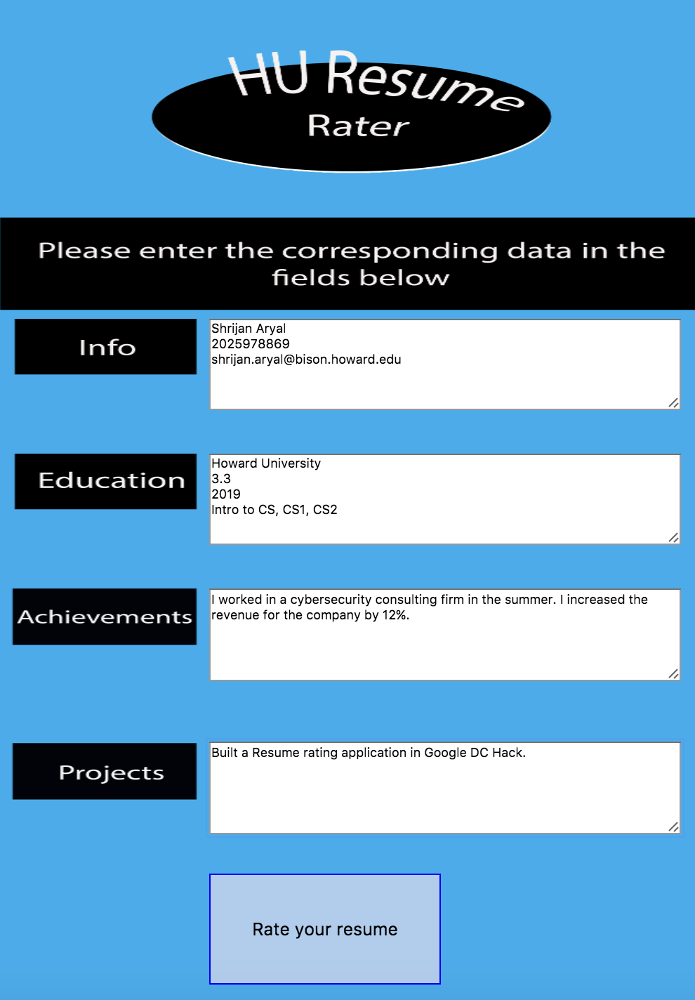 HU Resume
Rater
Please enter the corresponding data in the
fields below
Info
Shrijan Aryal
2025978869
shrijan.aryal@bison.howard.edu
Education
Howard University
3.3
2019
Intro to CS, CS1, CS2
Achievements
I worked in a cybersecurity consulting firm in the summer. I increased the
revenue for the company by 12%.
Projects
Built a Resume rating application in Google DC Hack.
Rate your resume